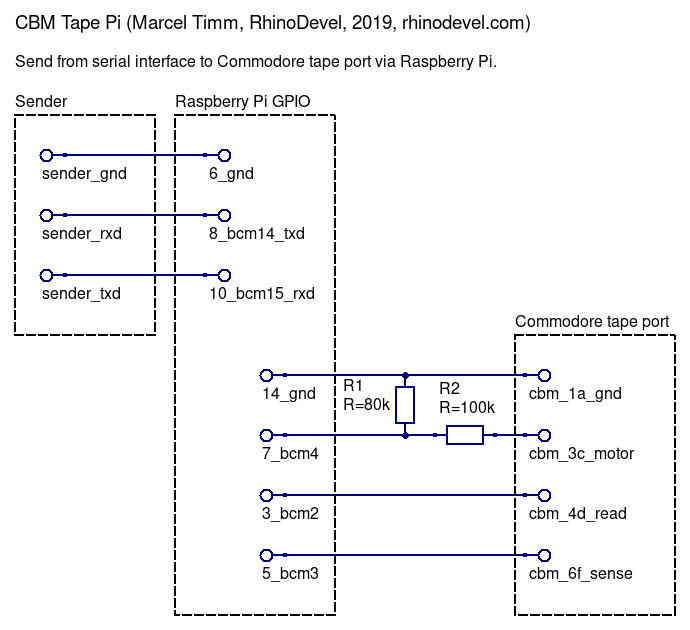 CBM Tape Pi (Marcel Timm, RhinoDevel, 2019, rhinodevel.com)
Send from serial interface to Commodore tape port via Raspberry Pi.
Sender
Raspberry Pi GPIO
sender_gnd
6_gnd
sender_rxd
8_bcm14_txd
sender_txd
10_bcm15_rxd
Commodore tape port
14_gnd
R1
R=80k
R2
R=100k
cbm_1a_gnd
7_bcm4
cbm_3c_motor
3_bcm2
cbm_4d_read
5_bcm3
cbm_6f_sense